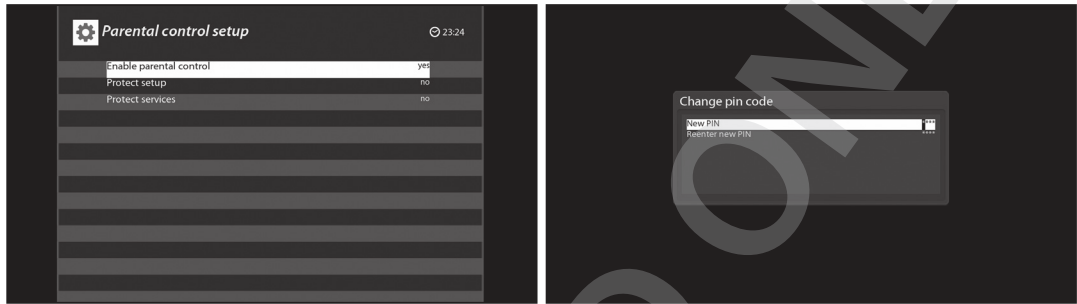 Parental control setup
23:24
Enable parental control yes
Protect setup no
Protect services no
Change pin code
New PIN ****
Reenter new PIN ****